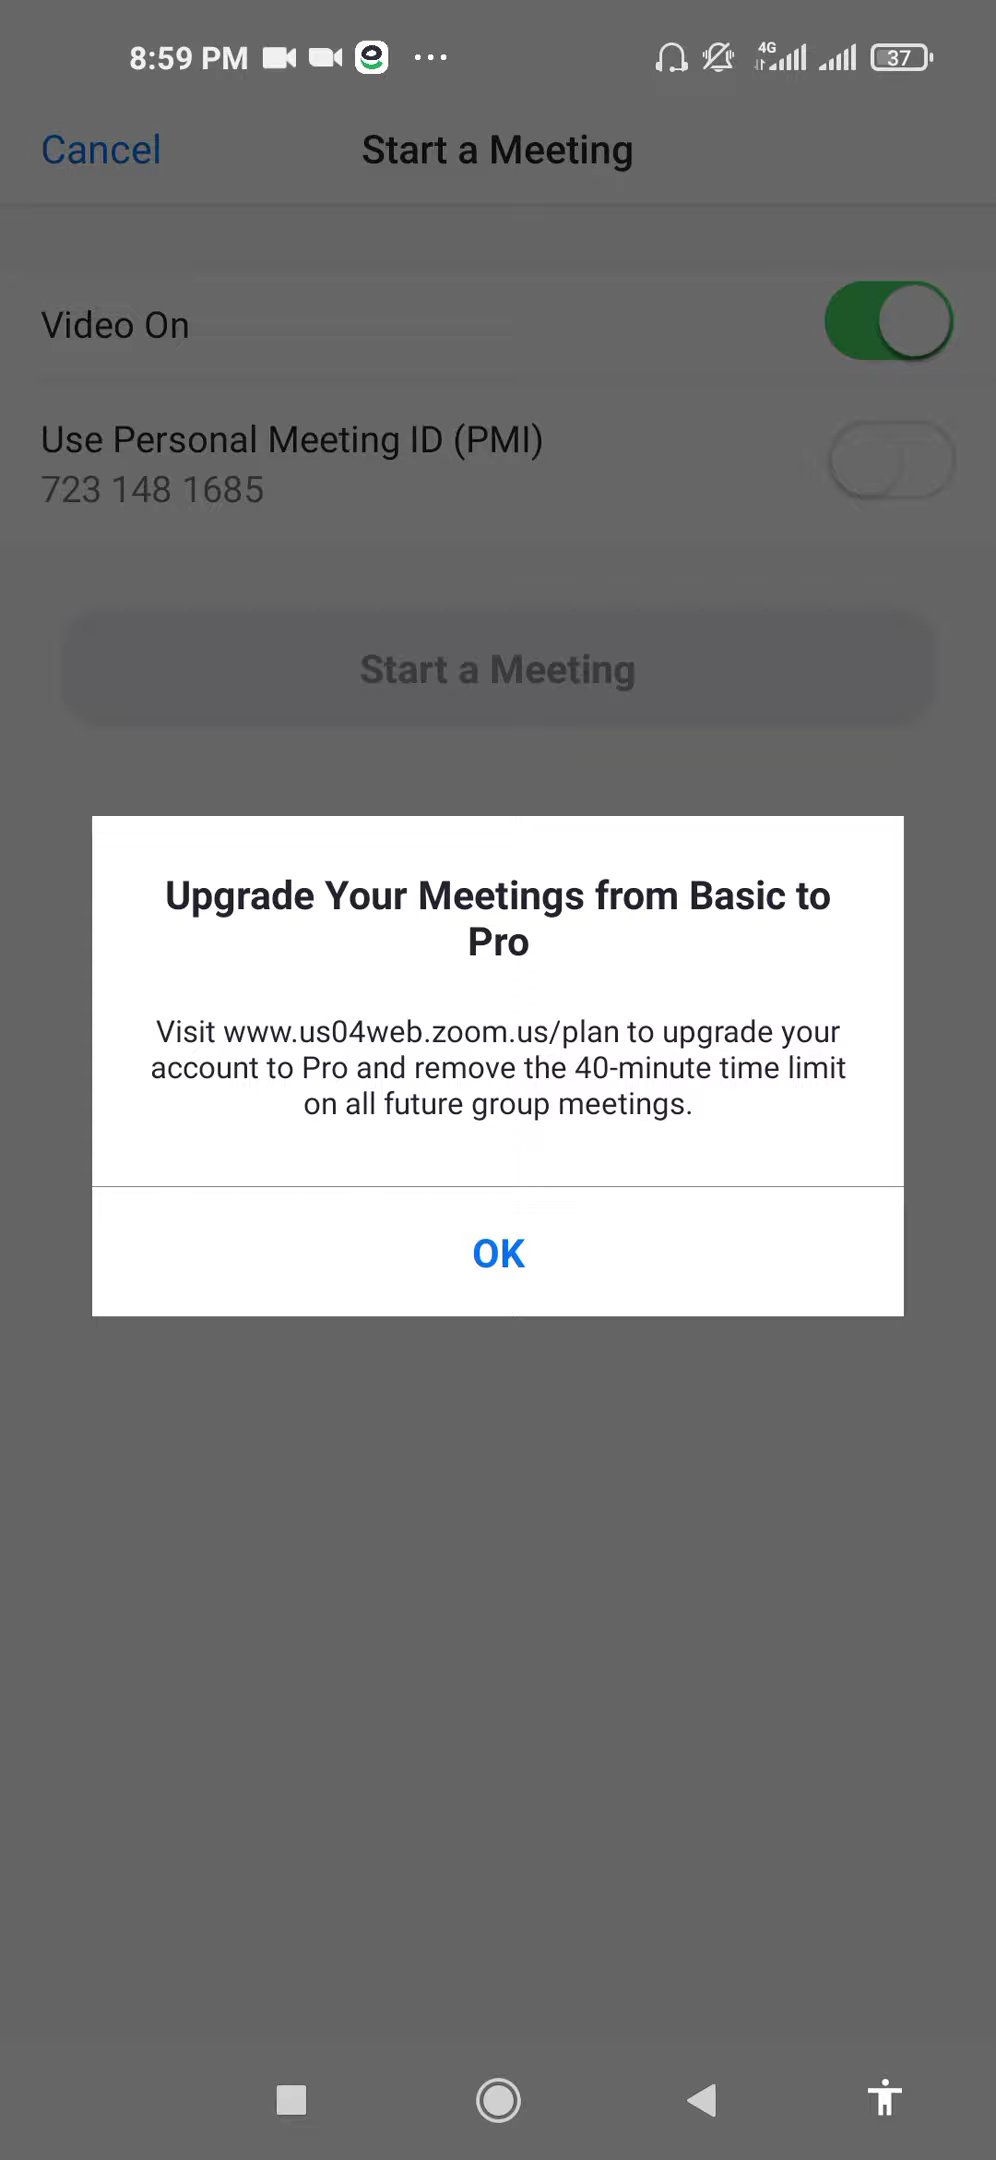 8:59 PM
4G
37
Cancel
Start a Meeting
Video On
Use Personal Meeting ID (PMI)
723 148 1685
Start a Meeting
Upgrade Your Meetings from Basic to
Pro
Visit www.us04web.zoom.us/plan to upgrade your
account to Pro and remove the 40-minute time limit
on all future group meetings.
OK